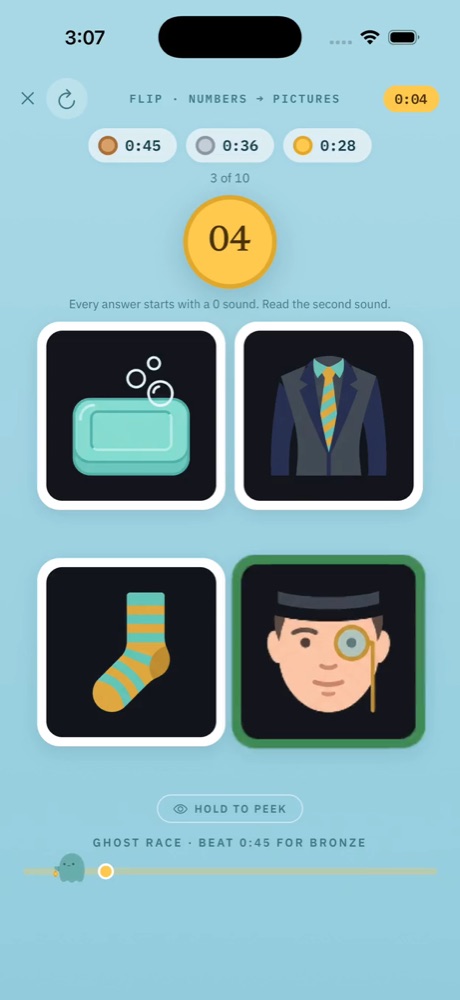 3:07
FLIP · NUMBERS → PICTURES
0:04
0:45
0:36
0:28
3 of 10
04
Every answer starts with a 0 sound. Read the second sound.
HOLD TO PEEK
GHOST RACE · BEAT 0:45 FOR BRONZE